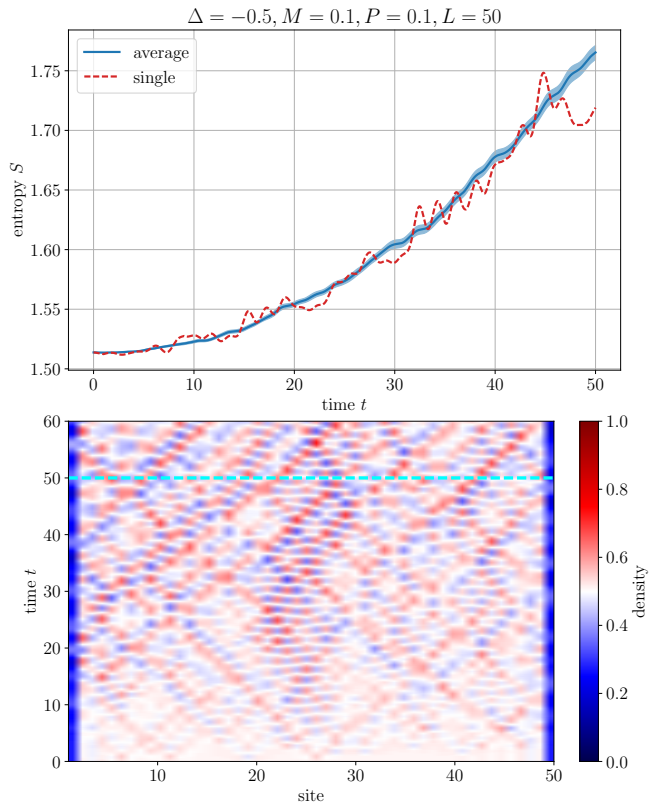 Δ = −0.5, M = 0.1, P = 0.1, L = 50
average
single
entropy S
1.75
1.70
1.65
1.60
1.55
1.50
0 10 20 30 40 50
time t
60
50
40
30
20
10
0
time t
10 20 30 40 50
site
1.0
0.8
0.6
0.4
0.2
0.0
density